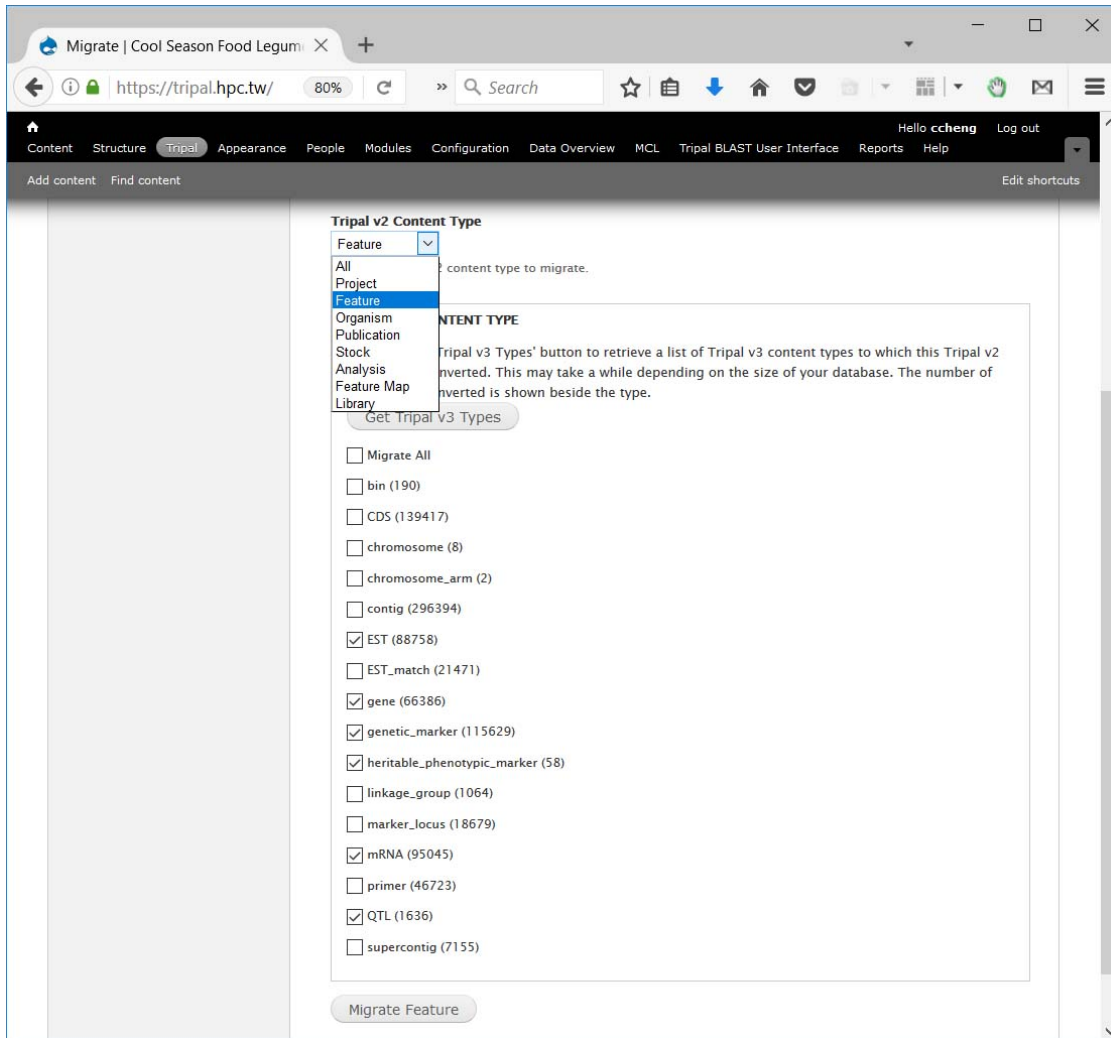 Migrate | Cool Season Food Legum
https://tripal.hpc.tw/ 80% Search
Hello ccheng Log out
Content Structure Tripal Appearance People Modules Configuration Data Overview MCL Tripal BLAST User Interface Reports Help
Add content Find content Edit shortcuts
Tripal v2 Content Type
Feature
All
content type to migrate.
Project
Feature
Organism
NTENT TYPE
Publication
Stock
Tripal v3 Types' button to retrieve a list of Tripal v3 content types to which this Tripal v2
Analysis
nverted. This may take a while depending on the size of your database. The number of
Feature Map
nverted is shown beside the type.
Library
Get Tripal v3 Types
Migrate All
bin (190)
CDS (139417)
chromosome (8)
chromosome_arm (2)
contig (296394)
EST (88758)
EST_match (21471)
gene (66386)
genetic_marker (115629)
heritable_phenotypic_marker (58)
linkage_group (1064)
marker_locus (18679)
mRNA (95045)
primer (46723)
QTL (1636)
supercontig (7155)
Migrate Feature